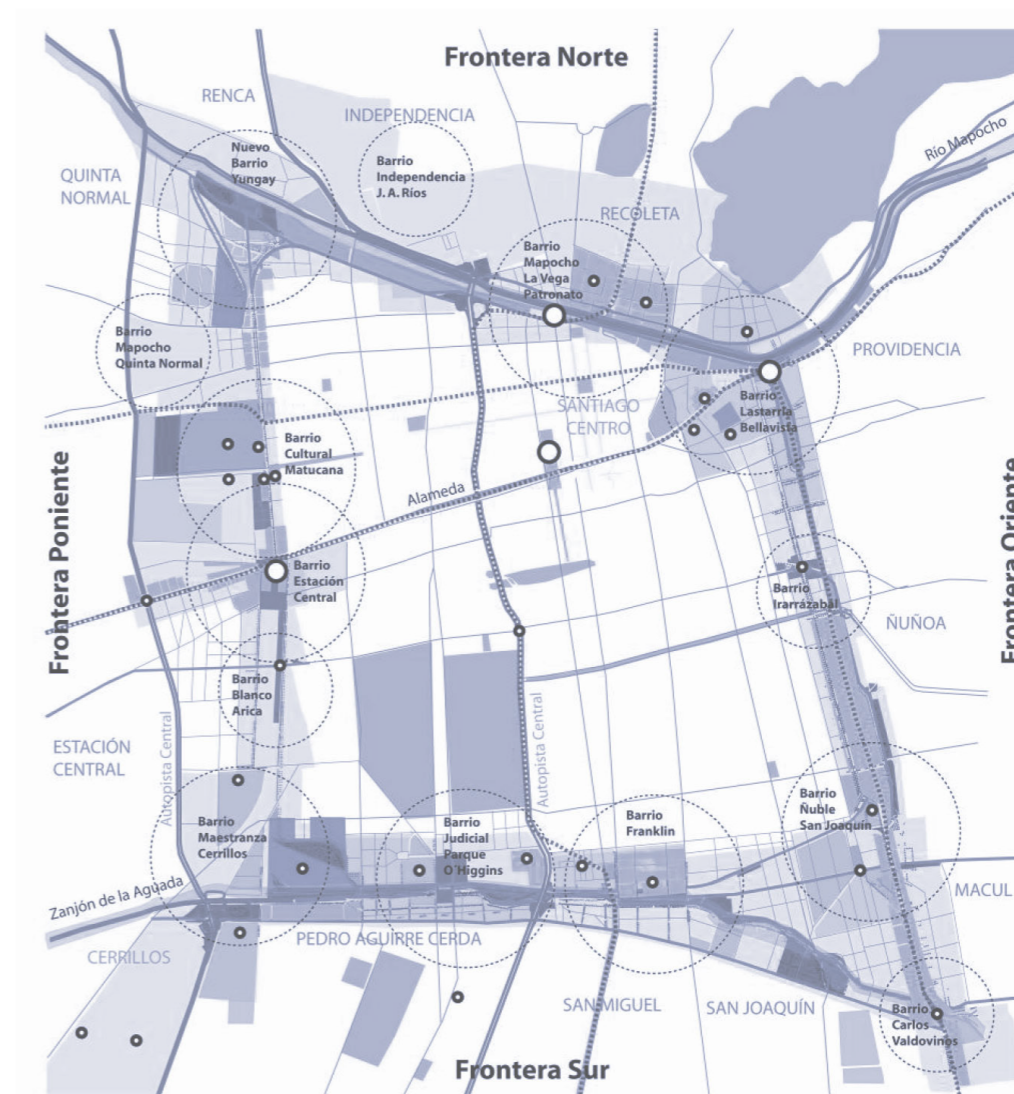 Frontera Norte
RENCA
INDEPENDENCIA
Río Mapocho
Nuevo
Barrio
Yungay
Barrio
Independencia
J. A. Ríos
QUINTA
NORMAL
RECOLETA
Barrio
Mapocho
La Vega
Patronato
Barrio
Mapocho
Quinta Normal
PROVIDENCIA
SANTIAGO
CENTRO
Barrio
Lastarria
Bellavista
Barrio
Cultural
Matucana
Alameda
Frontera Poniente
Frontera Oriente
Barrio
Estación
Central
Barrio
Irarrázabal
ÑUÑOA
Barrio
Blanco
Arica
ESTACIÓN
CENTRAL
Autopista Central
Autopista Central
Barrio
Maestranza
Cerrillos
Barrio
Judicial
Parque
O´Higgins
Barrio
Franklin
Barrio
Ñuble
San Joaquín
Zanjón de la Aguada
MACUL
CERRILLOS
PEDRO AGUIRRE CERDA
SAN MIGUEL
SAN JOAQUÍN
Barrio
Carlos
Valdovinos
Frontera Sur